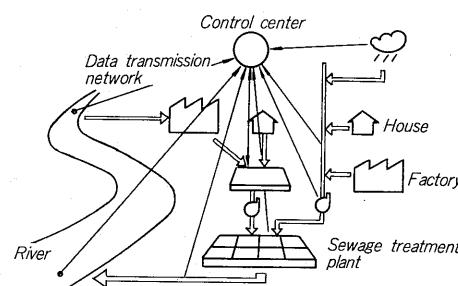 Control center
Data transmission
network
House
Factory
River
Sewage treatment
plant